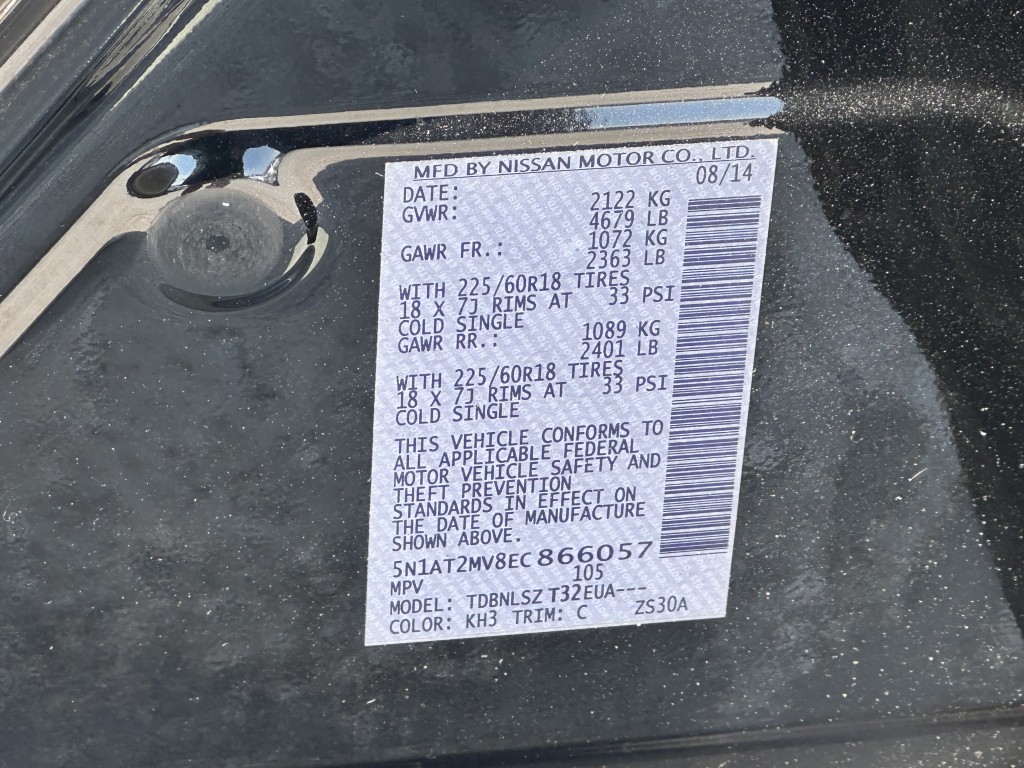 MFD BY NISSAN MOTOR CO., LTD.
DATE: 08/14
GVWR: 2122 KG
4679 LB
GAWR FR.: 1072 KG
2363 LB
WITH 225/60R18 TIRES
18 X 7J RIMS AT 33 PSI
COLD SINGLE
GAWR RR.: 1089 KG
2401 LB
WITH 225/60R18 TIRES
18 X 7J RIMS AT 33 PSI
COLD SINGLE
THIS VEHICLE CONFORMS TO
ALL APPLICABLE FEDERAL
MOTOR VEHICLE SAFETY AND
THEFT PREVENTION
STANDARDS IN EFFECT ON
THE DATE OF MANUFACTURE
SHOWN ABOVE.
5N1AT2MV8EC866057
MPV 105
MODEL: TDBNLSZ T32EUA---
COLOR: KH3 TRIM: C ZS30A